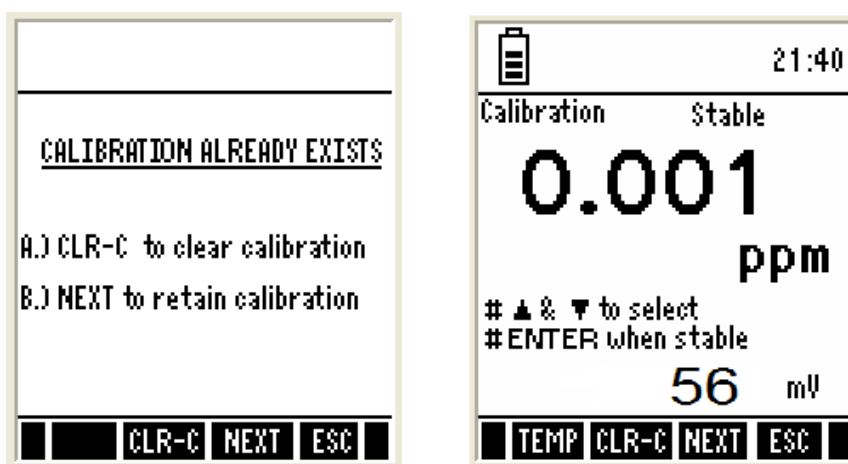 CALIBRATION ALREADY EXISTS
A.) CLR-C to clear calibration
B.) NEXT to retain calibration
CLR-C NEXT ESC
21:40
Calibration Stable
0.001
ppm
# ▲ & ▼ to select
# ENTER when stable
56 mV
TEMP CLR-C NEXT ESC